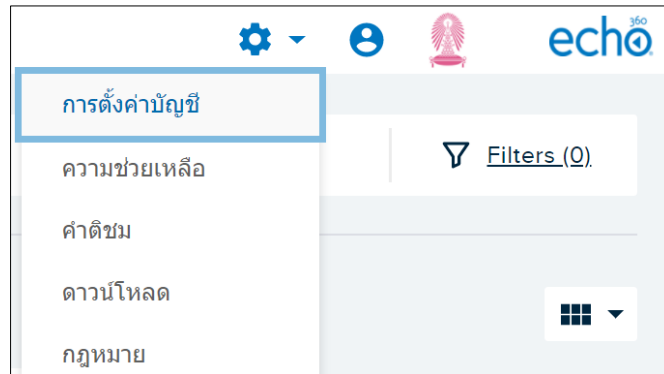 echo360
การตั้งค่าบัญชี
Filters (0)
ความช่วยเหลือ
คำติชม
ดาวน์โหลด
กฎหมาย